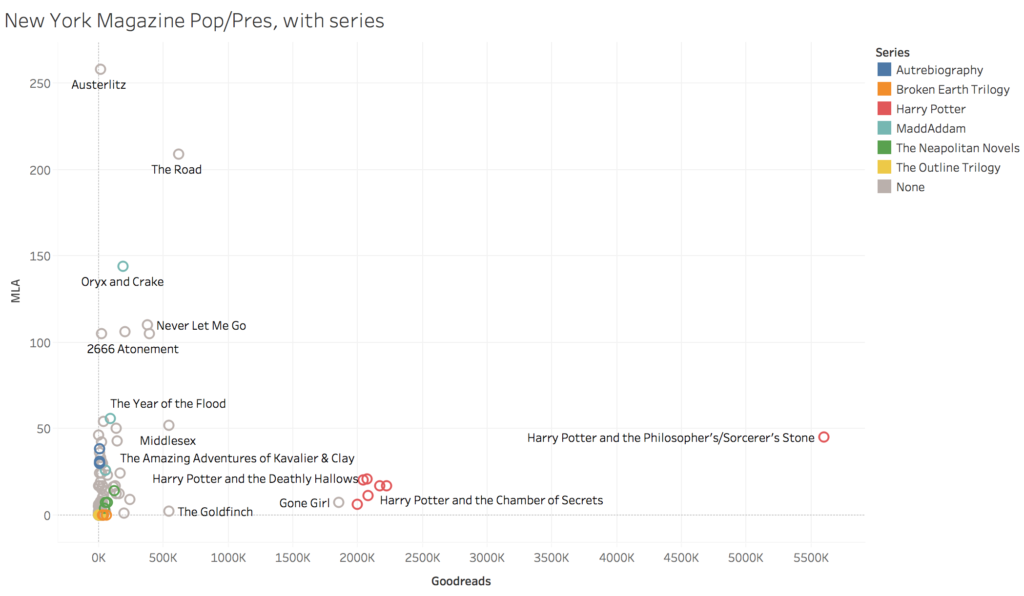 New York Magazine Pop/Pres, with series
Series
Autrebiography
Broken Earth Trilogy
Harry Potter
MaddAddam
The Neapolitan Novels
The Outline Trilogy
None
MLA
250
200
150
100
50
0
Austerlitz
The Road
Oryx and Crake
Never Let Me Go
2666 Atonement
The Year of the Flood
Middlesex
Harry Potter and the Philosopher's/Sorcerer's Stone
The Amazing Adventures of Kavalier & Clay
Harry Potter and the Deathly Hallows
Harry Potter and the Chamber of Secrets
Gone Girl
The Goldfinch
0K 500K 1000K 1500K 2000K 2500K 3000K 3500K 4000K 4500K 5000K 5500K
Goodreads